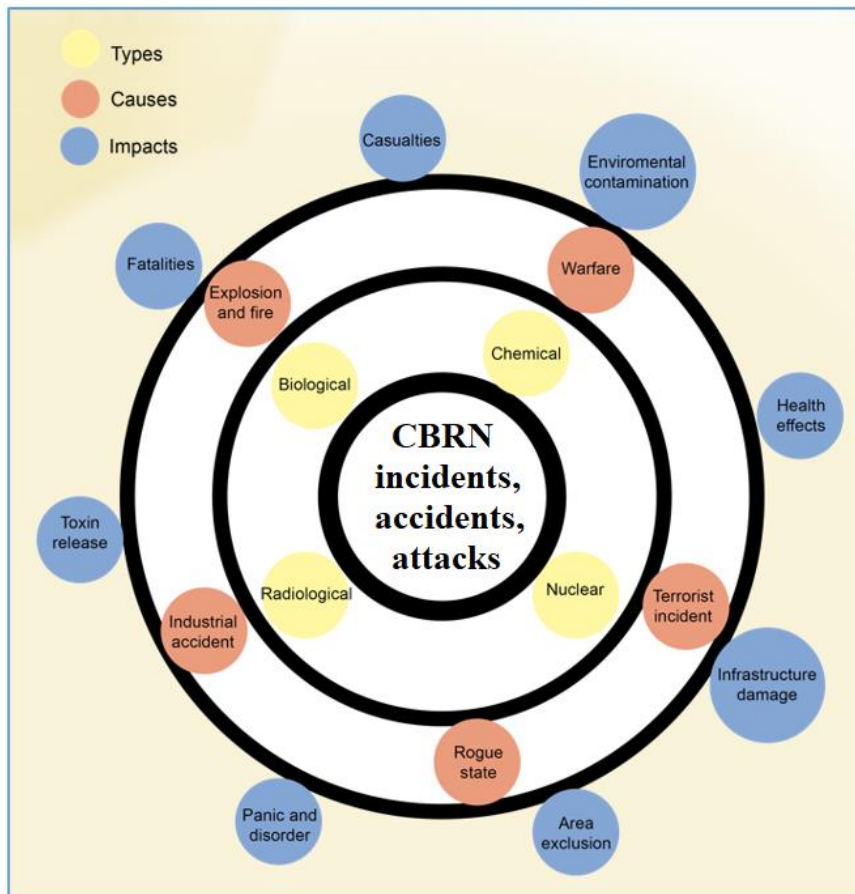 Types
Causes
Impacts
Casualties
Enviromental
contamination
Fatalities
Explosion
and fire
Warfare
Biological
Chemical
Health
effects
CBRN
incidents,
accidents,
attacks
Toxin
release
Radiological
Nuclear
Industrial
accident
Terrorist
incident
Infrastructure
damage
Rogue
state
Panic and
disorder
Area
exclusion